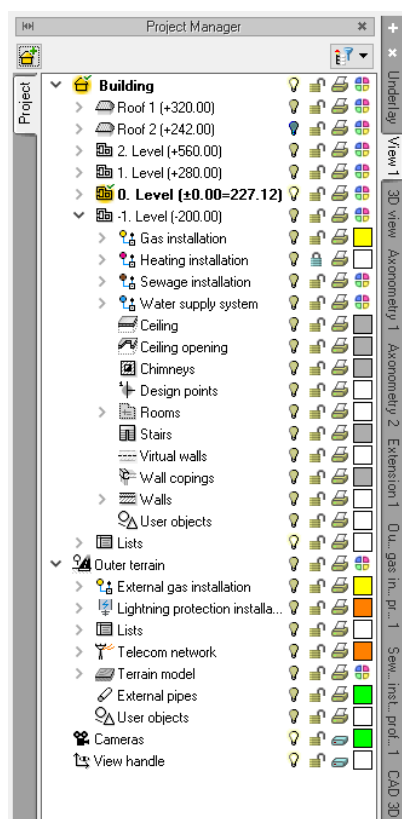 Project Manager
Project
Building
Roof 1 (+320.00)
Roof 2 (+242.00)
2. Level (+560.00)
1. Level (+280.00)
0. Level (±0.00=227.12)
-1. Level (-200.00)
Gas installation
Heating installation
Sewage installation
Water supply system
Ceiling
Ceiling opening
Chimneys
Design points
Rooms
Stairs
Virtual walls
Wall copings
Walls
User objects
Lists
Outer terrain
External gas installation
Lightning protection installa...
Lists
Telecom network
Terrain model
External pipes
User objects
Cameras
View handle
Underlay
View 1
3D view
Axonometry 1
Axonometry 2
Extension 1
Ou... gas in... pr... 1
Sew... inst... prof... 1
CAD 3D